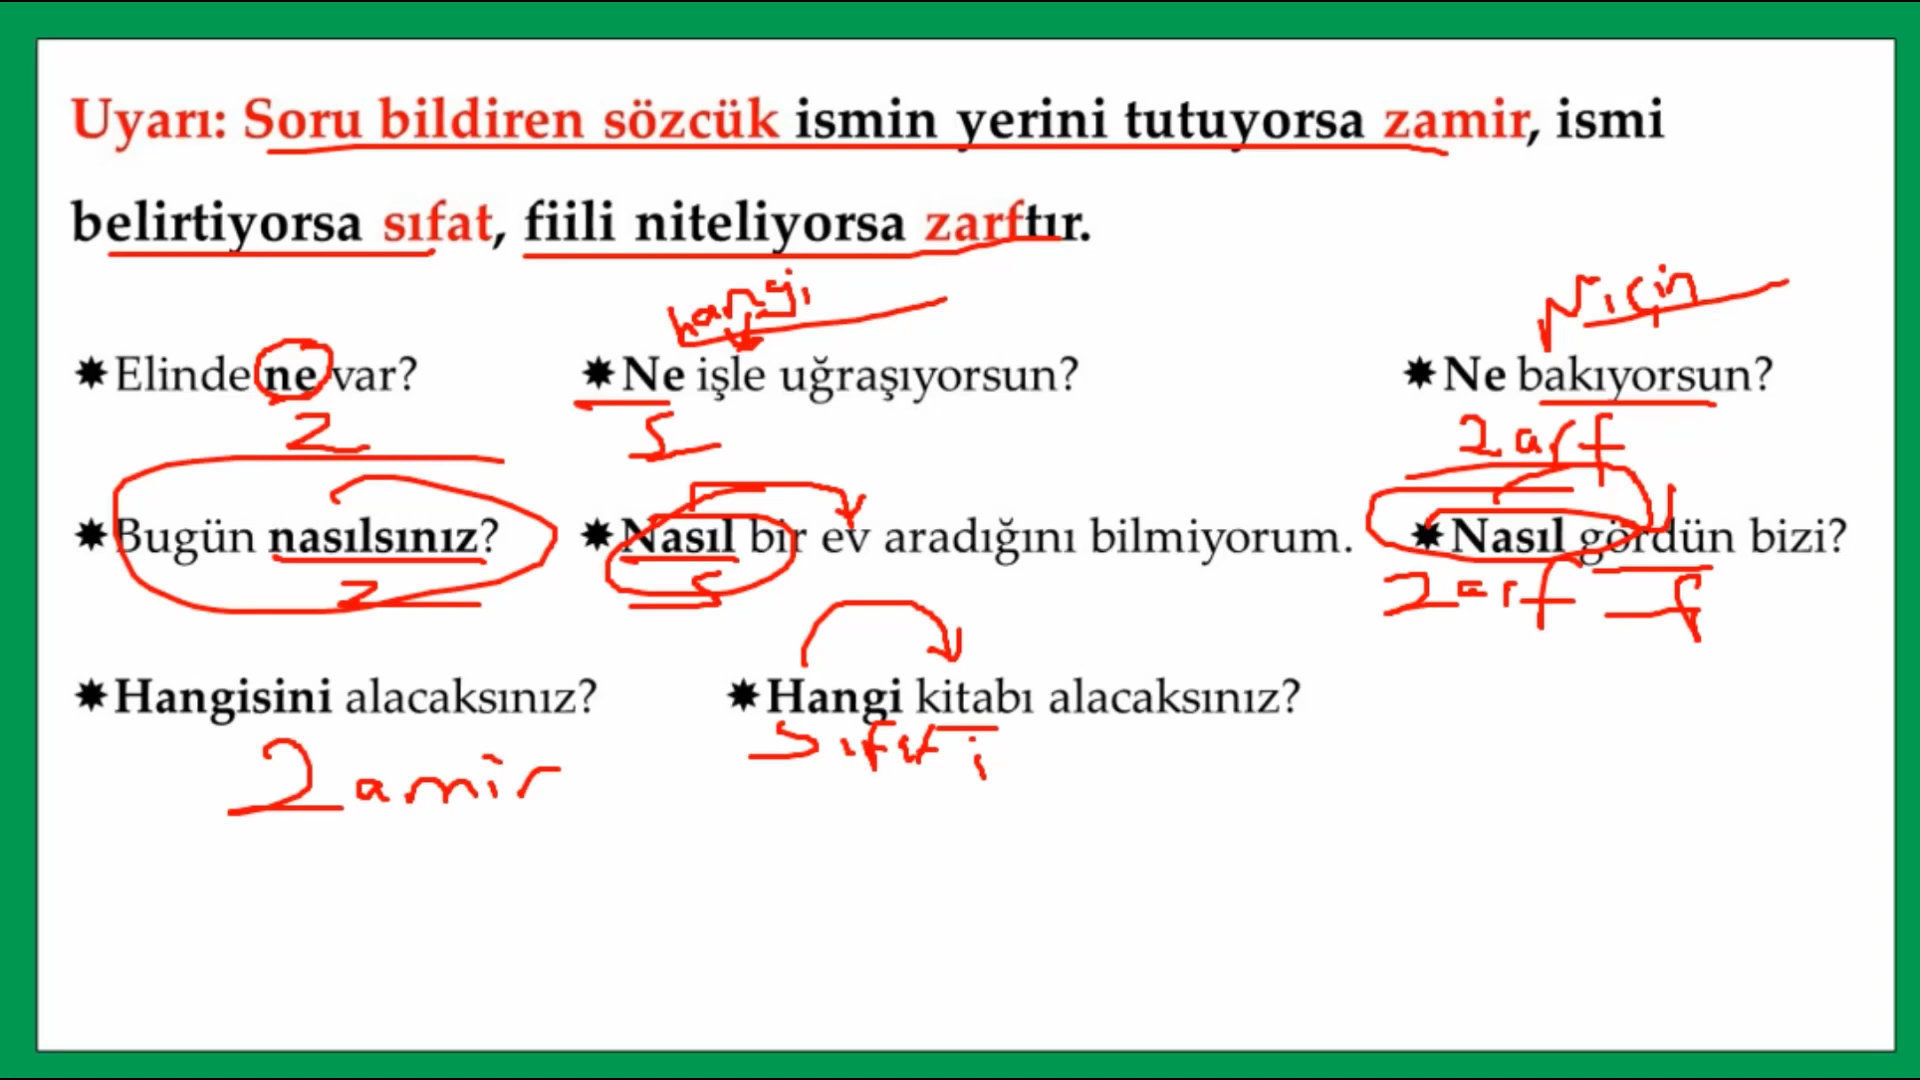 Uyarı: Soru bildiren sözcük ismin yerini tutuyorsa zamir, ismi
belirtiyorsa sıfat, fiili niteliyorsa zarftır.
hangi
Niçin
✷Elinde ne var? ✷Ne işle uğraşıyorsun? ✷Ne bakıyorsun?
Z S Zarf
✷Bugün nasılsınız? ✷Nasıl bir ev aradığını bilmiyorum. ✷Nasıl gördün bizi?
Z S Zarf f
✷Hangisini alacaksınız? ✷Hangi kitabı alacaksınız?
Zamir sıfat i